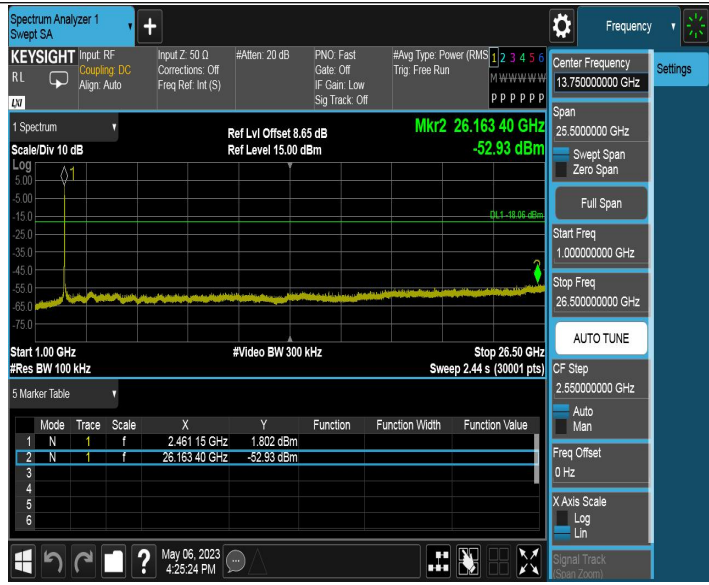 Spectrum Analyzer 1
Swept SA
+
Frequency
KEYSIGHT
RL
LXI
Input: RF
Coupling: DC
Align: Auto
Input Z: 50 Ω
Corrections: Off
Freq Ref: Int (S)
#Atten: 20 dB
PNO: Fast
Gate: Off
IF Gain: Low
Sig Track: Off
#Avg Type: Power (RMS
Trig: Free Run
1 2 3 4 5 6
M W W W W W
P P P P P P
1 Spectrum
Scale/Div 10 dB
Ref Lvl Offset 8.65 dB
Ref Level 15.00 dBm
Mkr2 26.163 40 GHz
-52.93 dBm
Log
5.00
-5.00
-15.0
-25.0
-35.0
-45.0
-55.0
-65.0
-75.0
1
DL1 -18.06 dBm
2
Start 1.00 GHz
#Res BW 100 kHz
#Video BW 300 kHz
Stop 26.50 GHz
Sweep 2.44 s (30001 pts)
5 Marker Table
Mode Trace Scale X Y Function Function Width Function Value
1 N 1 f 2.461 15 GHz 1.802 dBm
2 N 1 f 26.163 40 GHz -52.93 dBm
3
4
5
6
?
May 06, 2023
4:25:24 PM
Center Frequency
13.750000000 GHz
Settings
Span
25.5000000 GHz
Swept Span
Zero Span
Full Span
Start Freq
1.000000000 GHz
Stop Freq
26.500000000 GHz
AUTO TUNE
CF Step
2.550000000 GHz
Auto
Man
Freq Offset
0 Hz
X Axis Scale
Log
Lin
Signal Track
(Span Zoom)